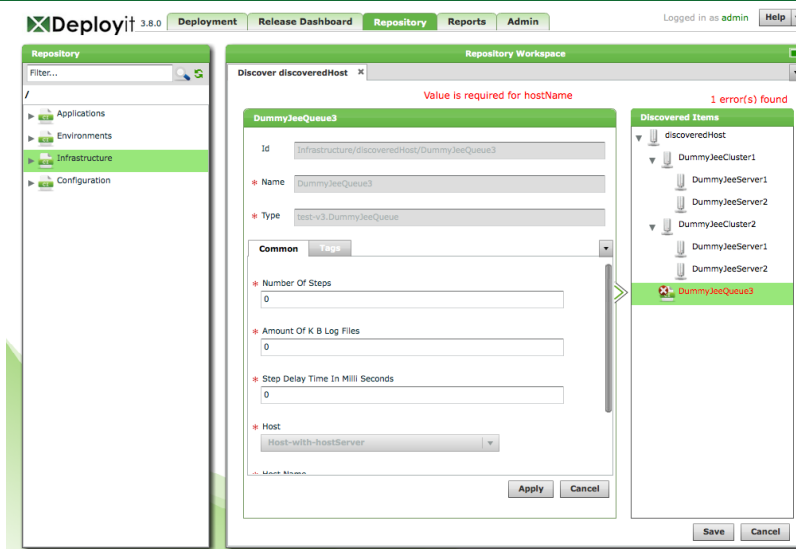 XDeployit 3.8.0 Deployment Release Dashboard Repository Reports Admin Logged in as admin Help
Repository
Filter...
/
Applications
Environments
Infrastructure
Configuration
Repository Workspace
Discover discoveredHost
Value is required for hostName
1 error(s) found
DummyJeeQueue3
Id Infrastructure/discoveredHost/DummyJeeQueue3
* Name DummyJeeQueue3
* Type test-v3.DummyJeeQueue
Common Tags
* Number Of Steps
0
* Amount Of K B Log Files
0
* Step Delay Time In Milli Seconds
0
* Host
Host-with-hostServer
* Host Name
Apply Cancel
Discovered Items
discoveredHost
DummyJeeCluster1
DummyJeeServer1
DummyJeeServer2
DummyJeeCluster2
DummyJeeServer1
DummyJeeServer2
DummyJeeQueue3
Save Cancel